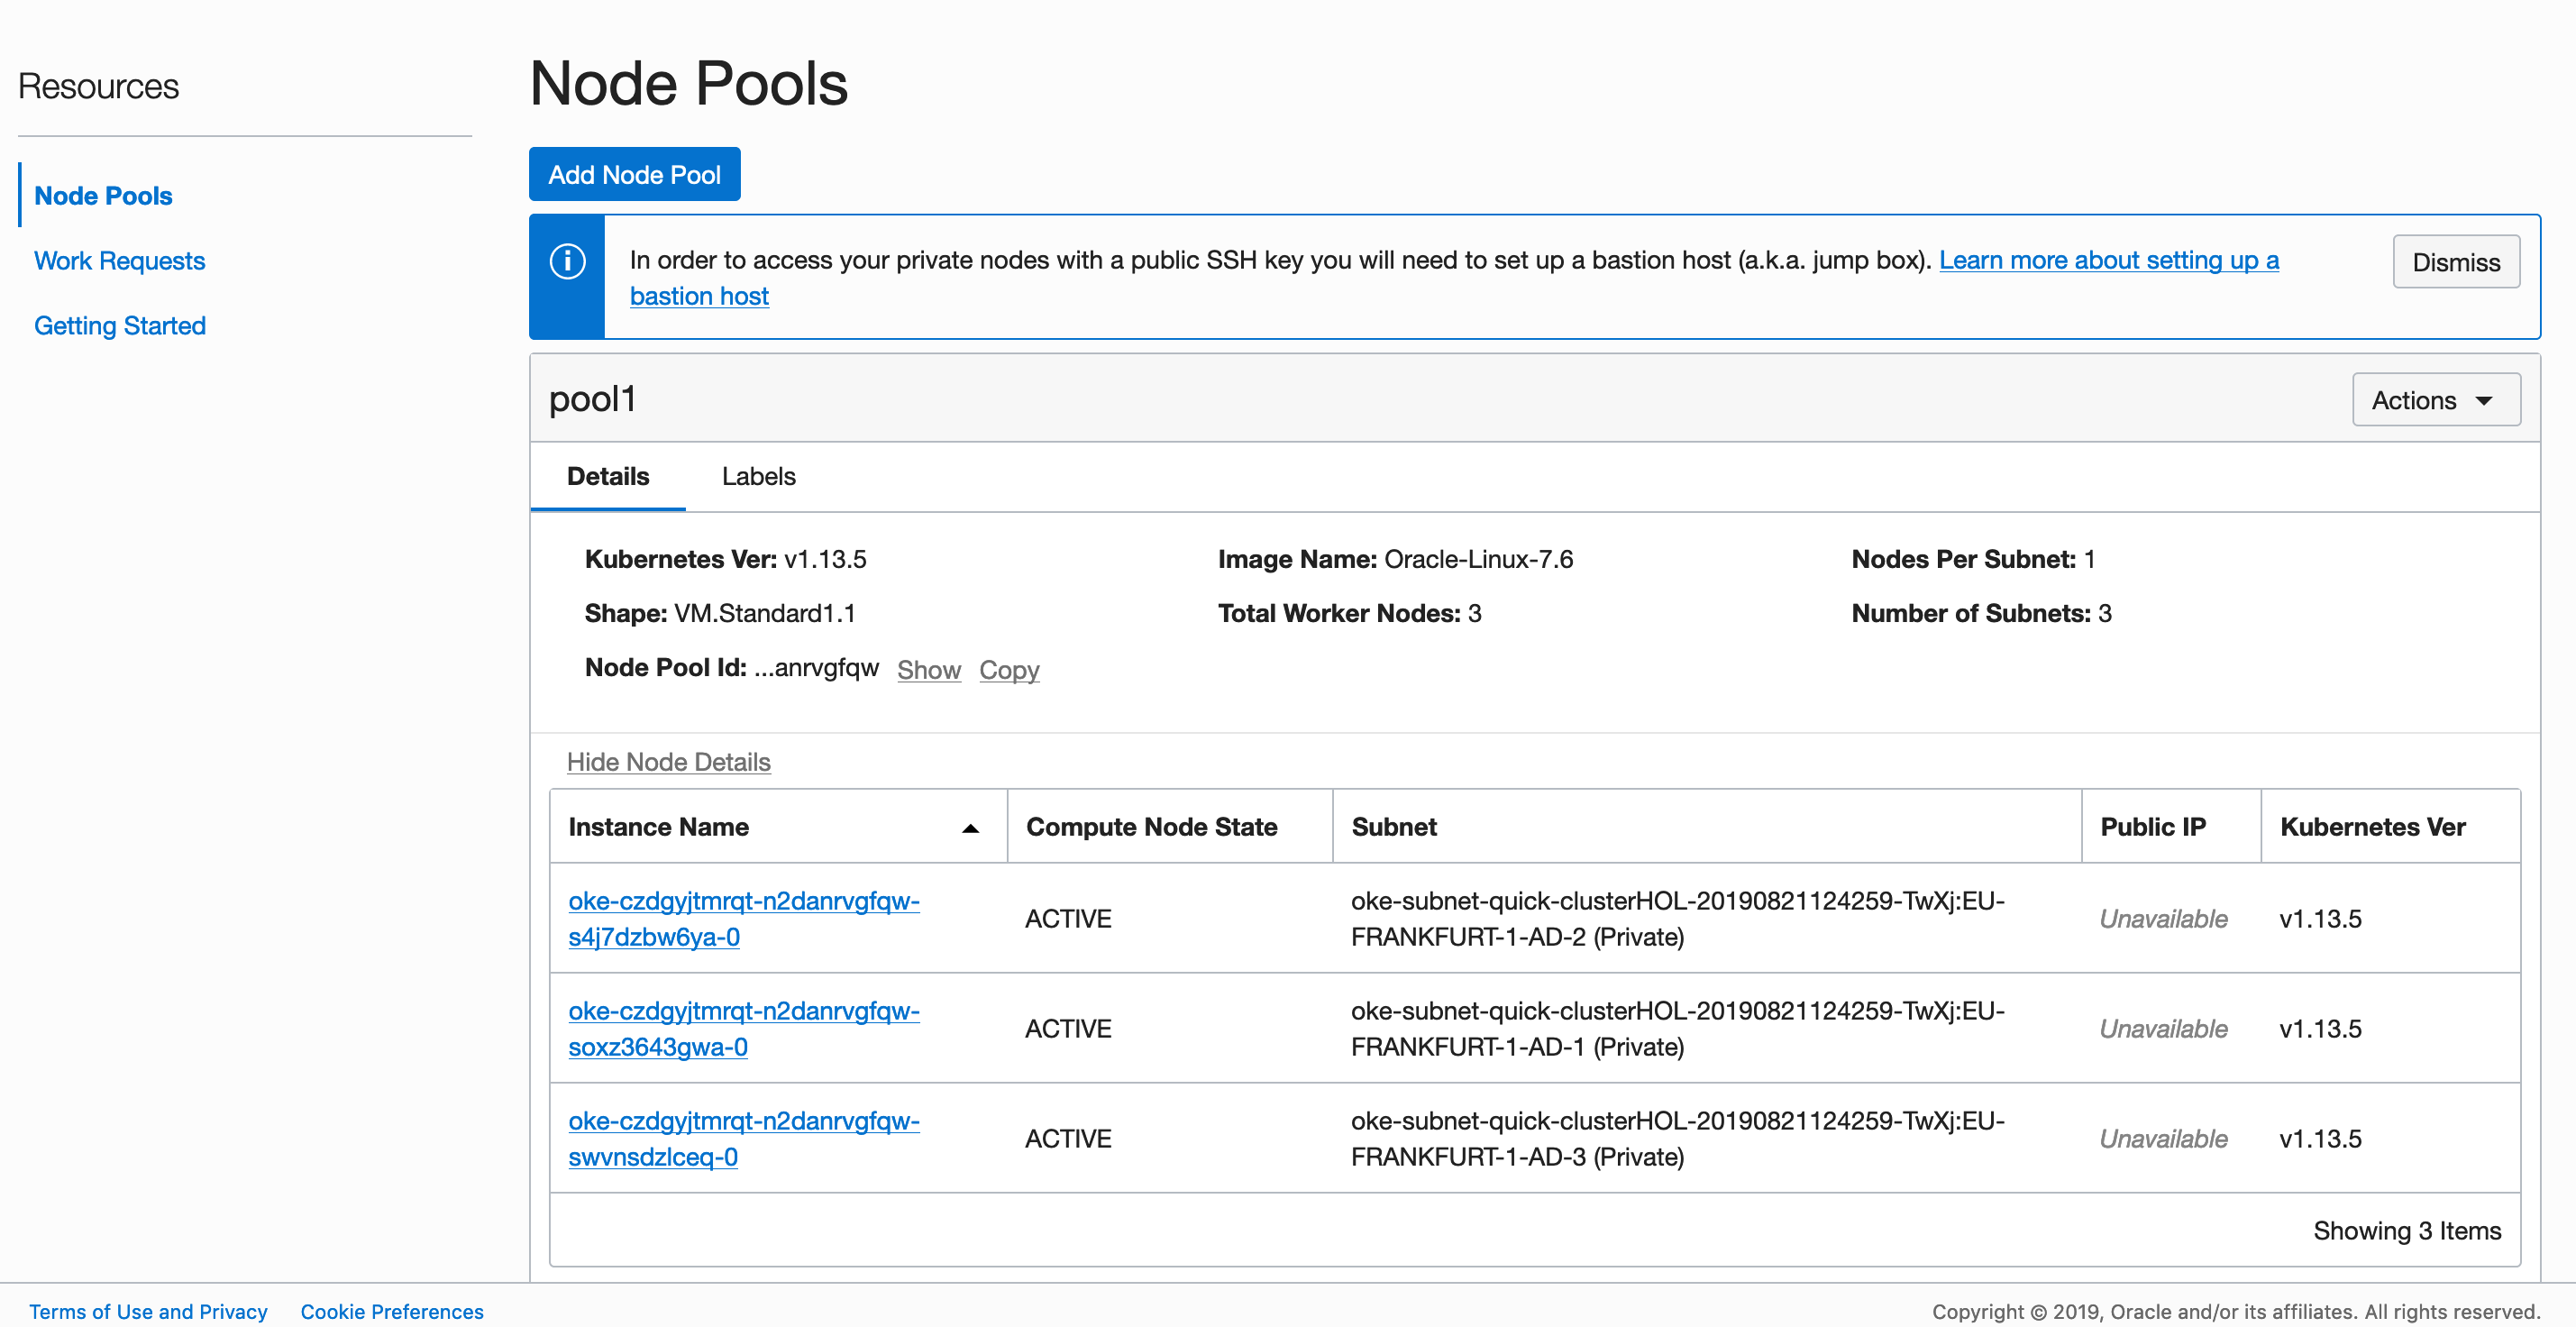 Resources
Node Pools
Work Requests
Getting Started
Node Pools
Add Node Pool
In order to access your private nodes with a public SSH key you will need to set up a bastion host (a.k.a. jump box). Learn more about setting up a
bastion host
Dismiss
pool1
Actions
Details Labels
Kubernetes Ver: v1.13.5 Image Name: Oracle-Linux-7.6 Nodes Per Subnet: 1
Shape: VM.Standard1.1 Total Worker Nodes: 3 Number of Subnets: 3
Node Pool Id: ...anrvgfqw Show Copy
Hide Node Details
Instance Name Compute Node State Subnet Public IP Kubernetes Ver
oke-czdgyjtmrqt-n2danrvgfqw-
s4j7dzbw6ya-0
ACTIVE
oke-subnet-quick-clusterHOL-20190821124259-TwXj:EU-
FRANKFURT-1-AD-2 (Private)
Unavailable
v1.13.5
oke-czdgyjtmrqt-n2danrvgfqw-
soxz3643gwa-0
ACTIVE
oke-subnet-quick-clusterHOL-20190821124259-TwXj:EU-
FRANKFURT-1-AD-1 (Private)
Unavailable
v1.13.5
oke-czdgyjtmrqt-n2danrvgfqw-
swvnsdzlceq-0
ACTIVE
oke-subnet-quick-clusterHOL-20190821124259-TwXj:EU-
FRANKFURT-1-AD-3 (Private)
Unavailable
v1.13.5
Showing 3 Items
Terms of Use and Privacy Cookie Preferences Copyright © 2019, Oracle and/or its affiliates. All rights reserved.